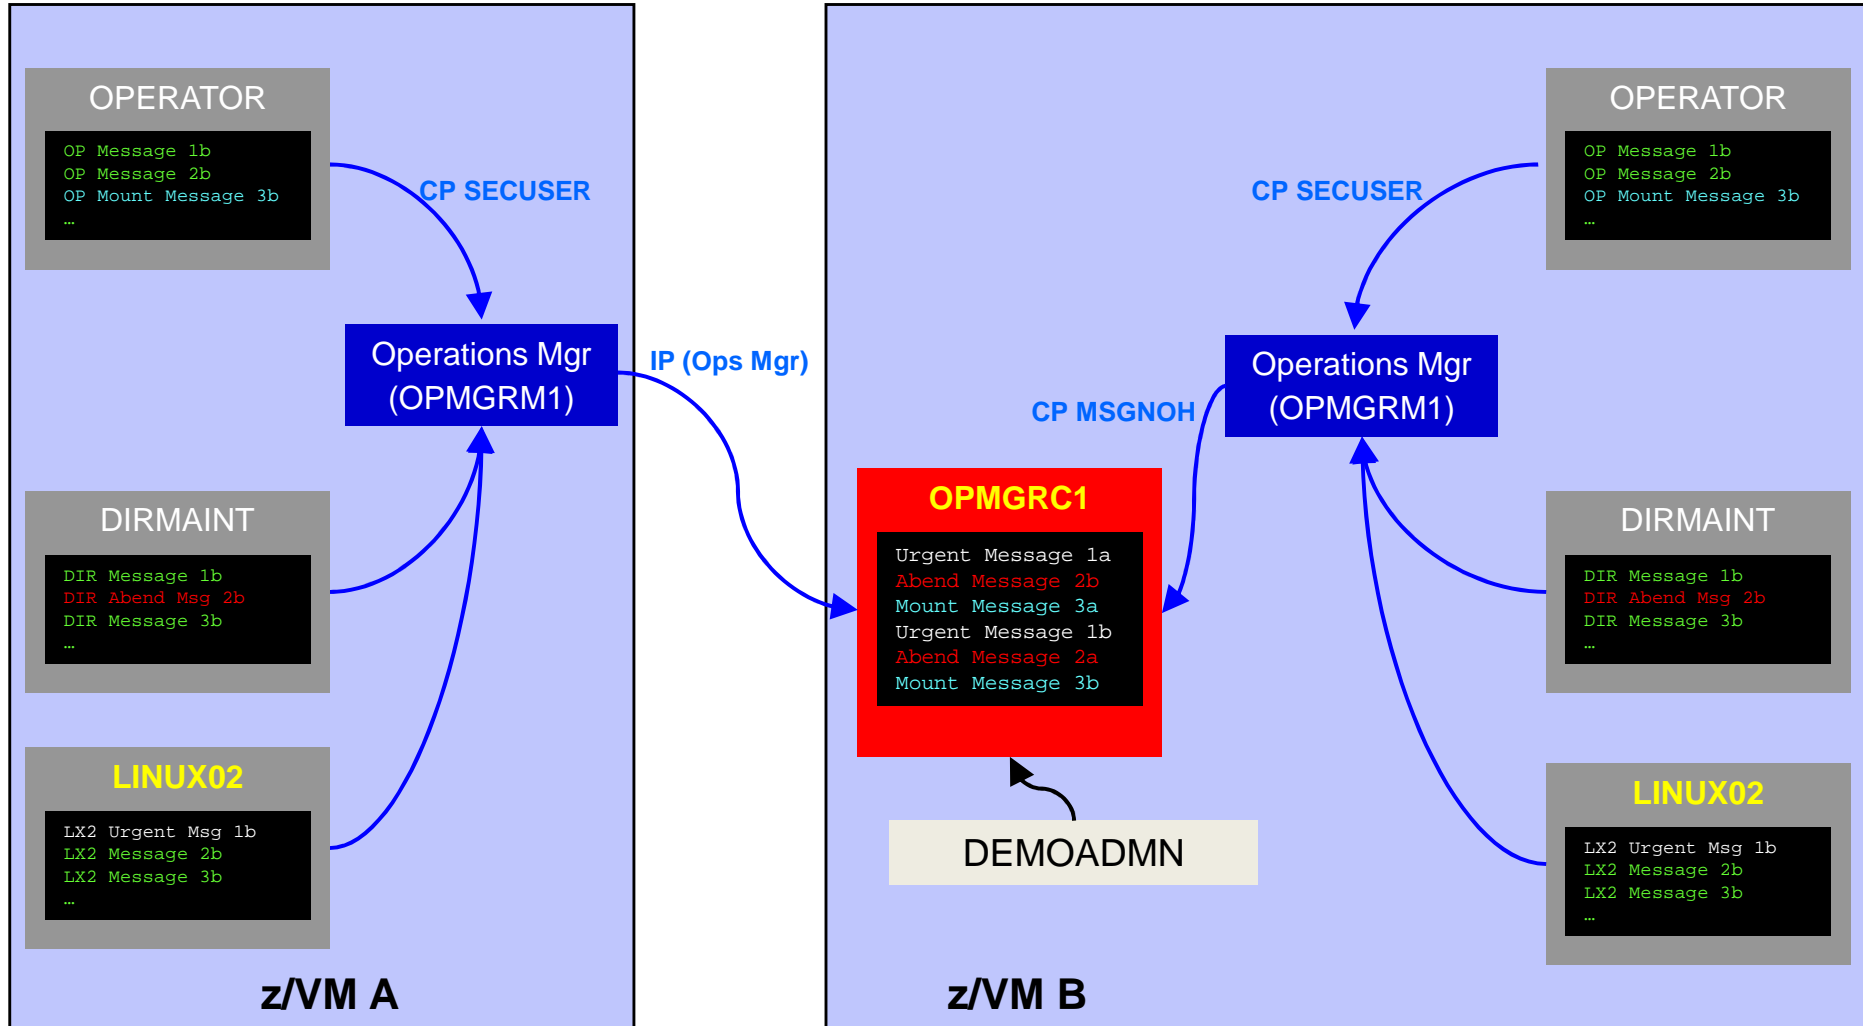 OPERATOR
OP Message 1b
OP Message 2b
OP Mount Message 3b
…
CP SECUSER
Operations Mgr
(OPMGRM1)
DIRMAINT
DIR Message 1b
DIR Abend Msg 2b
DIR Message 3b
…
LINUX02
LX2 Urgent Msg 1b
LX2 Message 2b
LX2 Message 3b
…
z/VM A
IP (Ops Mgr)
OPERATOR
OP Message 1b
OP Message 2b
OP Mount Message 3b
…
CP SECUSER
Operations Mgr
(OPMGRM1)
CP MSGNOH
OPMGRC1
Urgent Message 1a
Abend Message 2b
Mount Message 3a
Urgent Message 1b
Abend Message 2a
Mount Message 3b
DEMOADMN
DIRMAINT
DIR Message 1b
DIR Abend Msg 2b
DIR Message 3b
…
LINUX02
LX2 Urgent Msg 1b
LX2 Message 2b
LX2 Message 3b
…
z/VM B